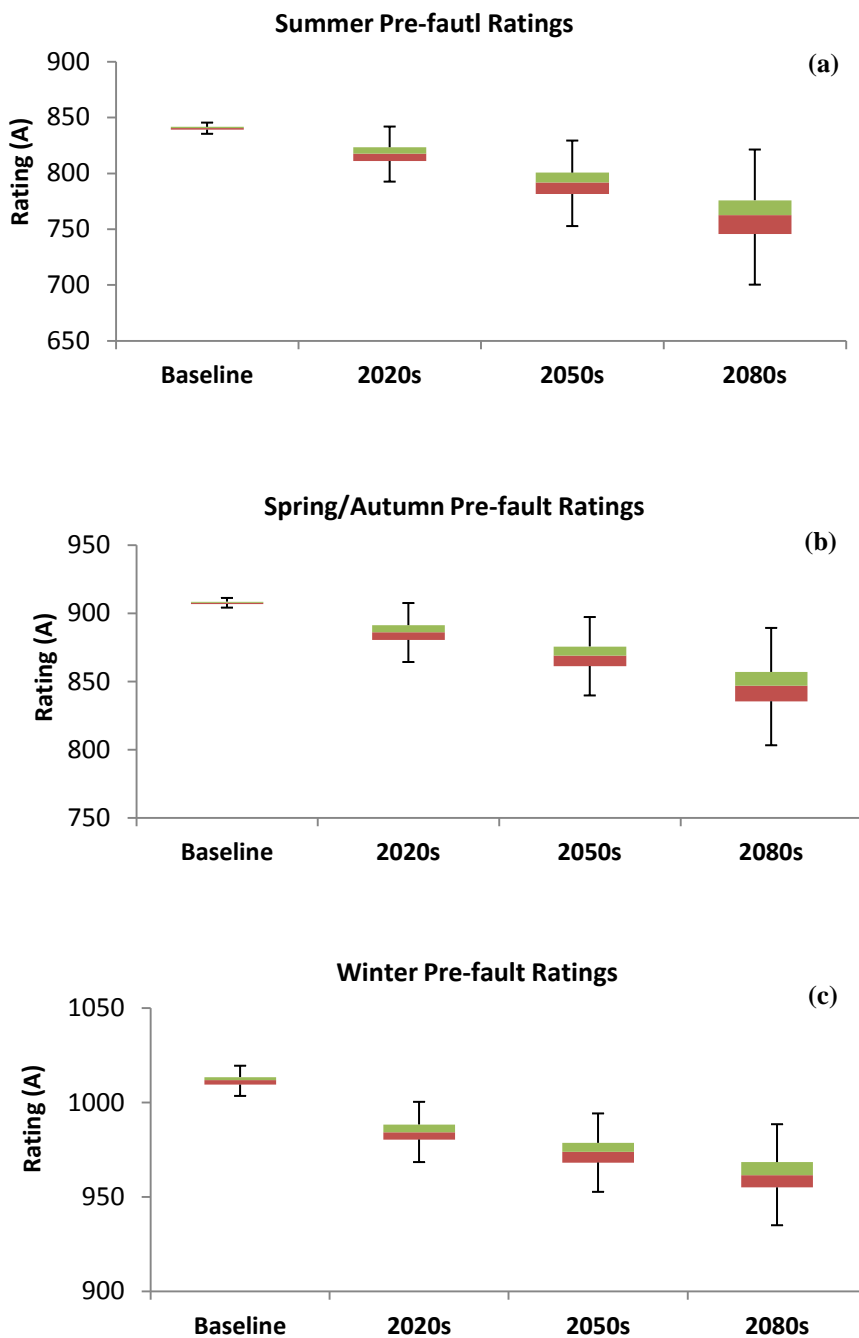 Summer Pre-fautl Ratings
(a)
900
850
800
750
700
650
Rating (A)
Baseline 2020s 2050s 2080s
Spring/Autumn Pre-fault Ratings
(b)
950
900
850
800
750
Rating (A)
Baseline 2020s 2050s 2080s
Winter Pre-fault Ratings
(c)
1050
1000
950
900
Rating (A)
Baseline 2020s 2050s 2080s